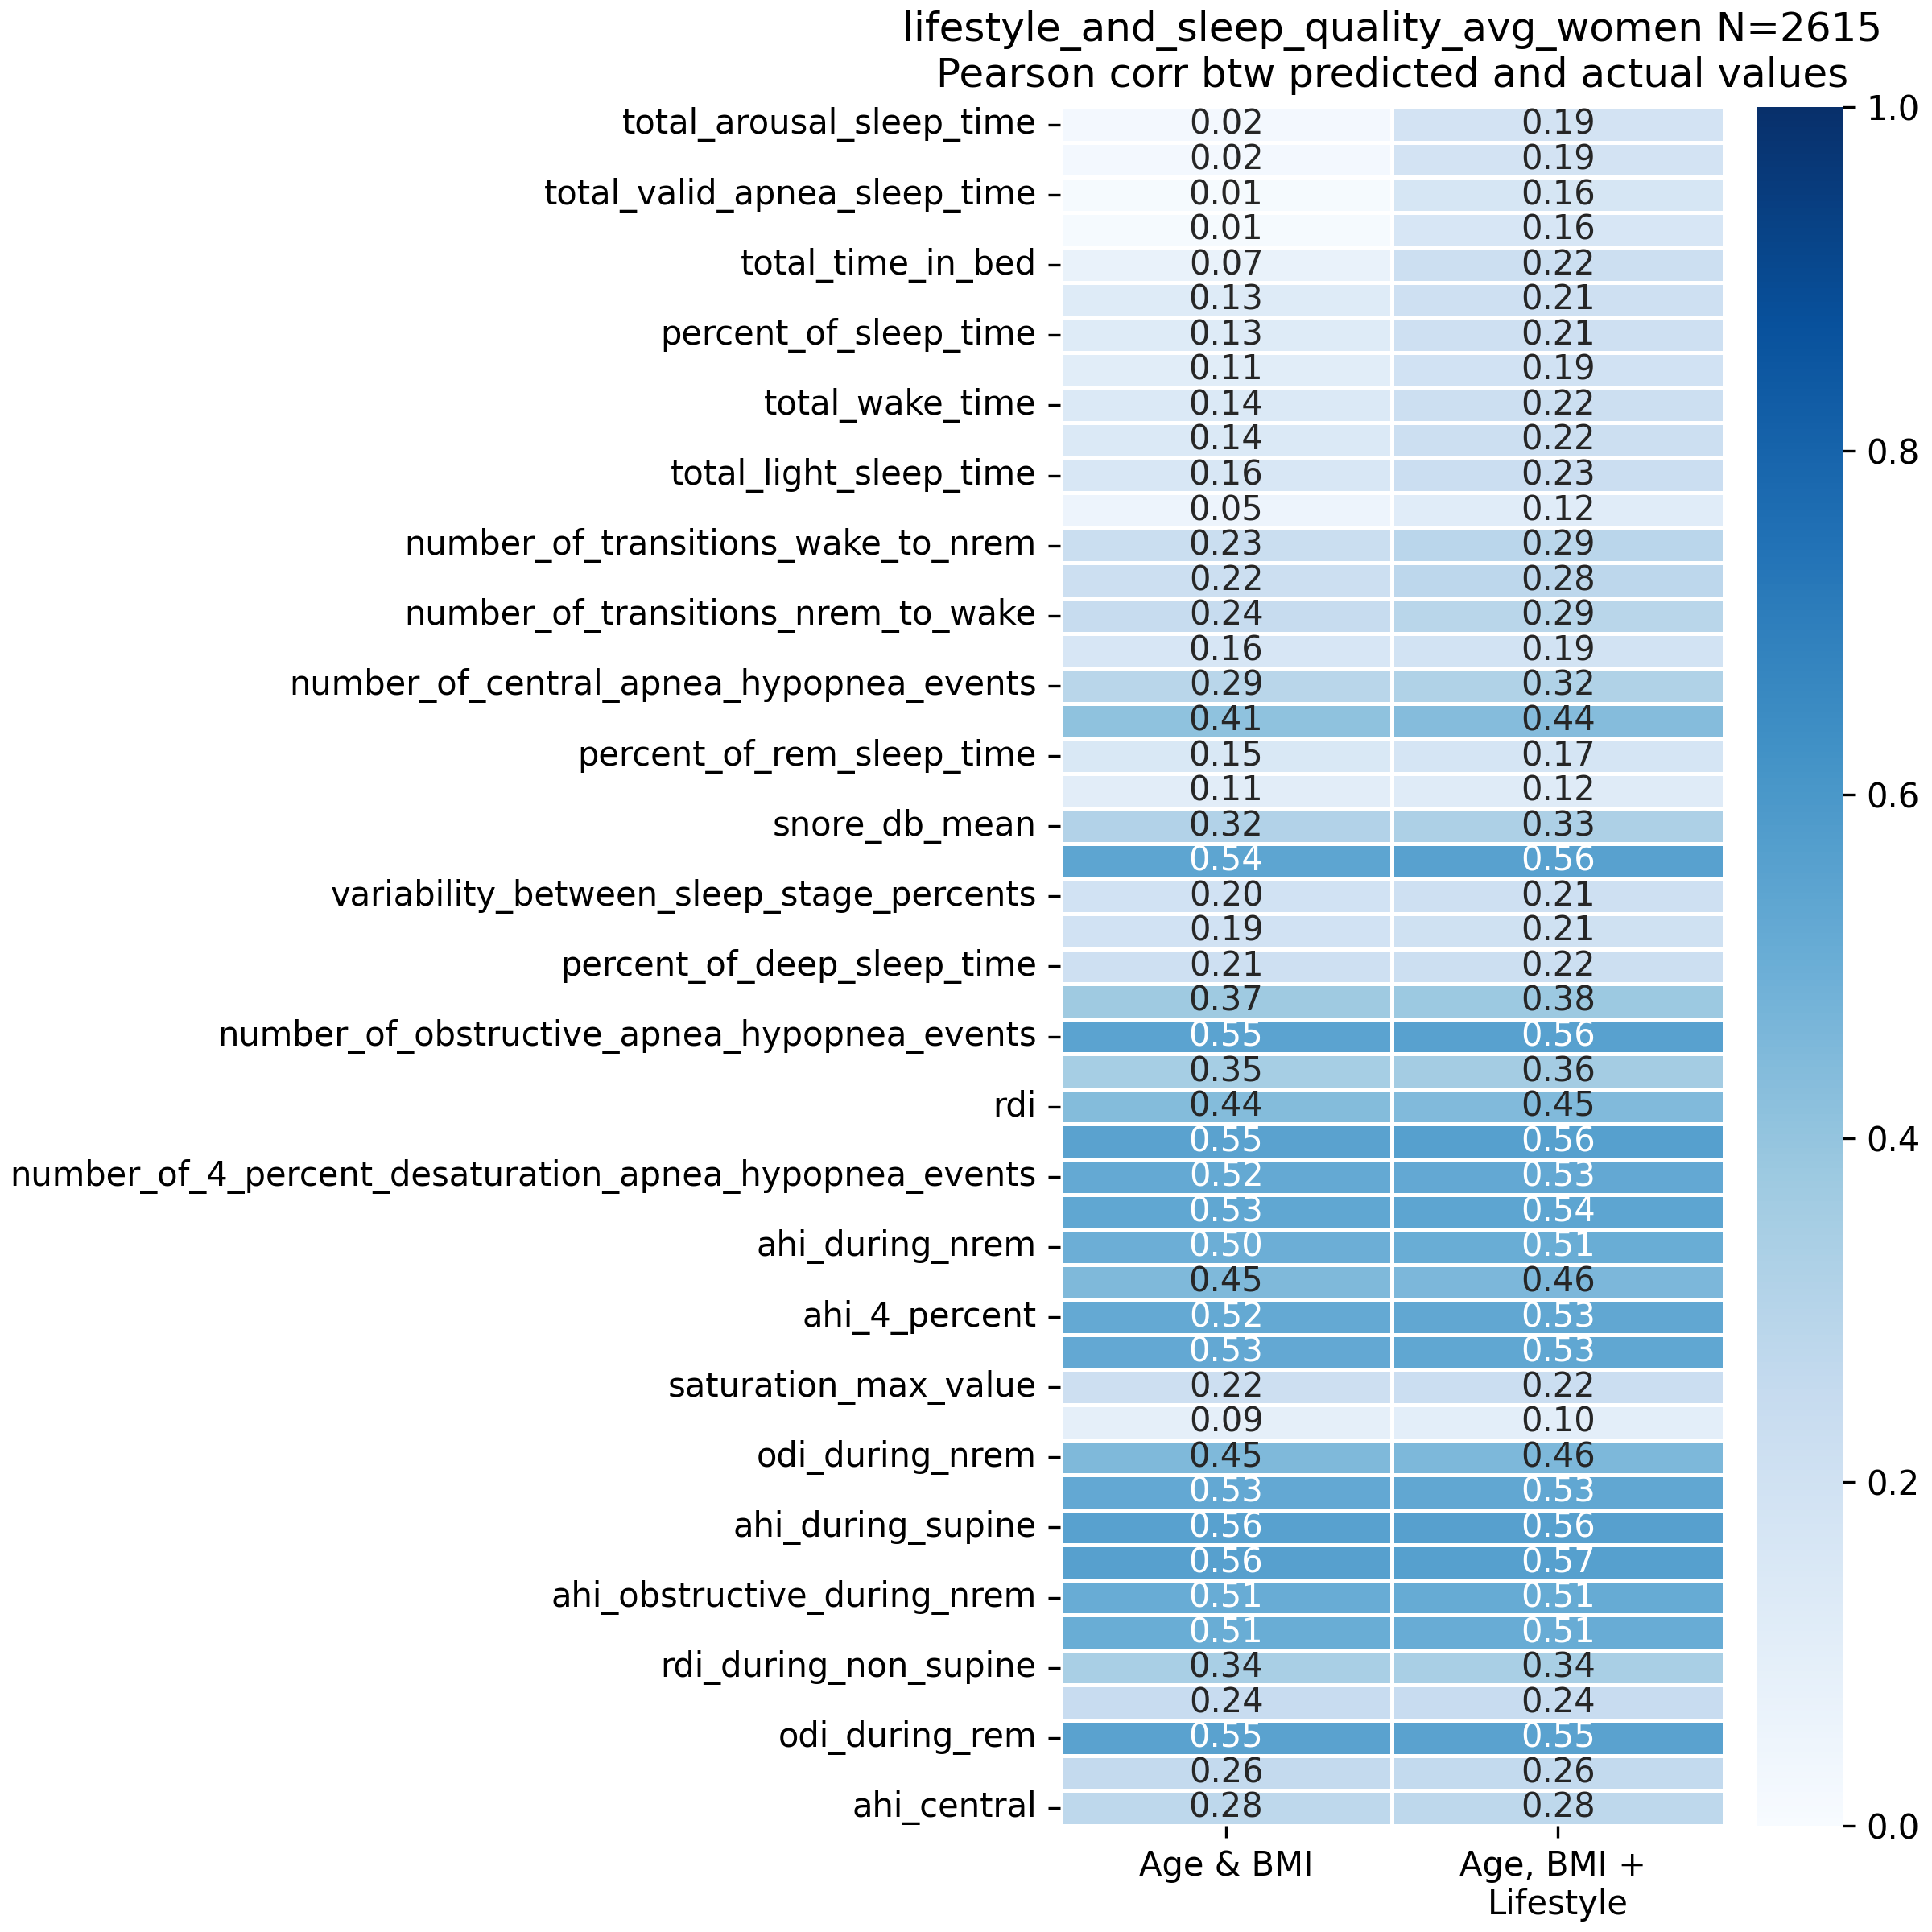 lifestyle_and_sleep_quality_avg_women N=2615
Pearson corr btw predicted and actual values
total_arousal_sleep_time 0.02 0.19
0.02 0.19
total_valid_apnea_sleep_time 0.01 0.16
0.01 0.16
total_time_in_bed 0.07 0.22
0.13 0.21
percent_of_sleep_time 0.13 0.21
0.11 0.19
total_wake_time 0.14 0.22
0.14 0.22
total_light_sleep_time 0.16 0.23
0.05 0.12
number_of_transitions_wake_to_nrem 0.23 0.29
0.22 0.28
number_of_transitions_nrem_to_wake 0.24 0.29
0.16 0.19
number_of_central_apnea_hypopnea_events 0.29 0.32
0.41 0.44
percent_of_rem_sleep_time 0.15 0.17
0.11 0.12
snore_db_mean 0.32 0.33
0.54 0.56
variability_between_sleep_stage_percents 0.20 0.21
0.19 0.21
percent_of_deep_sleep_time 0.21 0.22
0.37 0.38
number_of_obstructive_apnea_hypopnea_events 0.55 0.56
0.35 0.36
rdi 0.44 0.45
0.55 0.56
number_of_4_percent_desaturation_apnea_hypopnea_events 0.52 0.53
0.53 0.54
ahi_during_nrem 0.50 0.51
0.45 0.46
ahi_4_percent 0.52 0.53
0.53 0.53
saturation_max_value 0.22 0.22
0.09 0.10
odi_during_nrem 0.45 0.46
0.53 0.53
ahi_during_supine 0.56 0.56
0.56 0.57
ahi_obstructive_during_nrem 0.51 0.51
0.51 0.51
rdi_during_non_supine 0.34 0.34
0.24 0.24
odi_during_rem 0.55 0.55
0.26 0.26
ahi_central 0.28 0.28
Age & BMI
Age, BMI +
Lifestyle
1.0
0.8
0.6
0.4
0.2
0.0